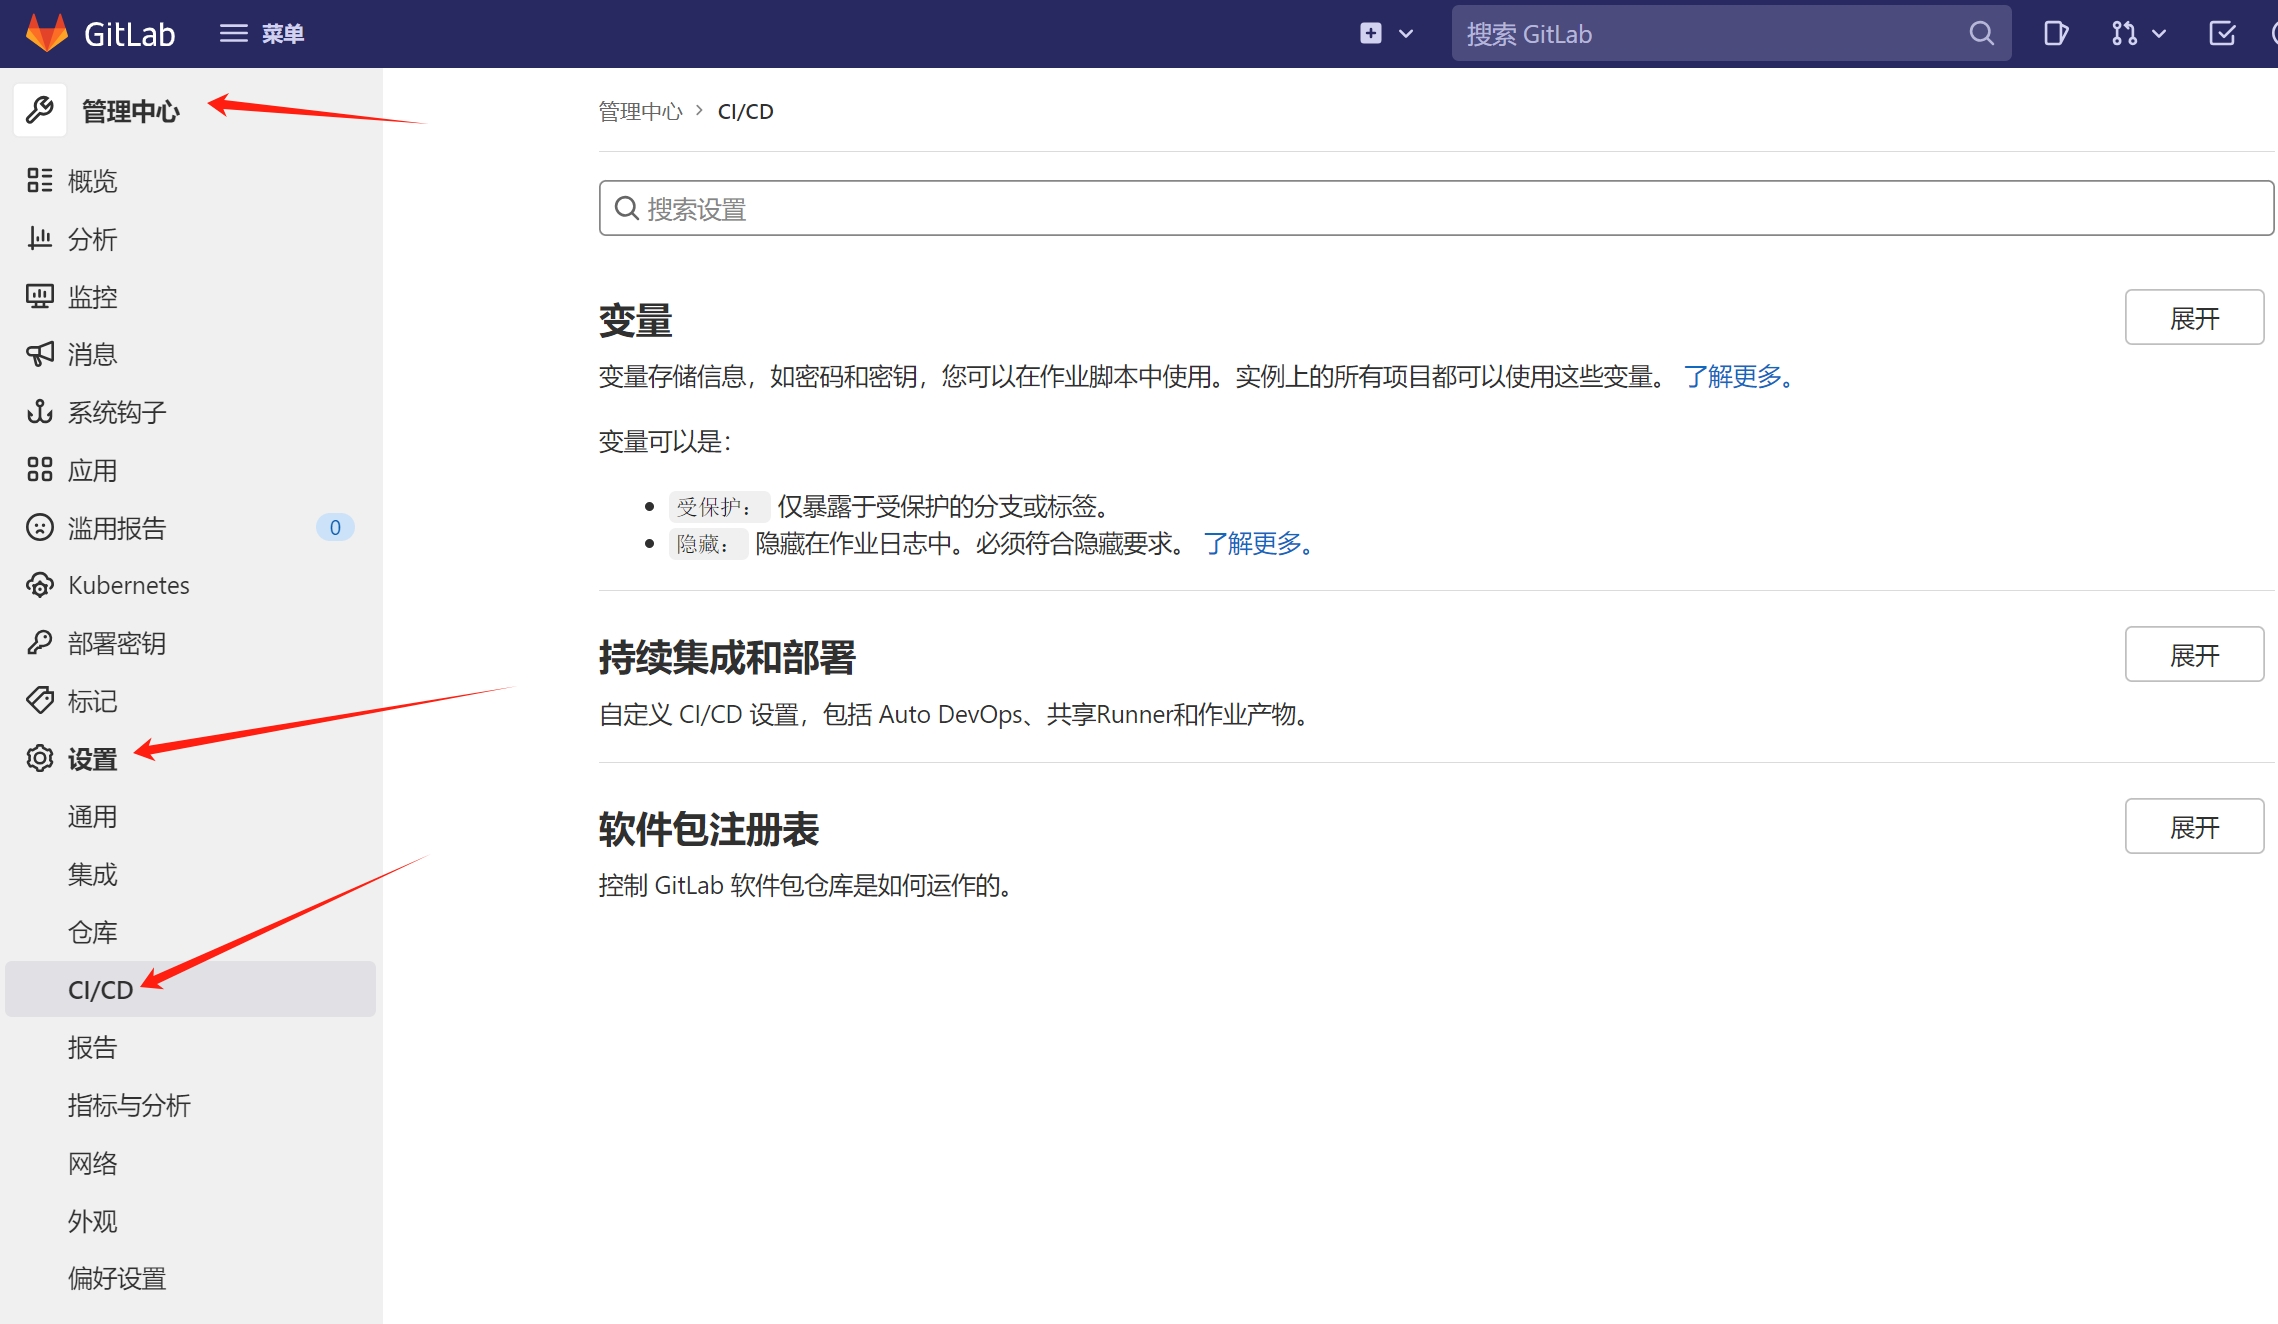 GitLab
菜单
搜索 GitLab
管理中心
概览
分析
监控
消息
系统钩子
应用
滥用报告
0
Kubernetes
部署密钥
标记
设置
通用
集成
仓库
CI/CD
报告
指标与分析
网络
外观
偏好设置
管理中心 > CI/CD
搜索设置
变量
展开
变量存储信息，如密码和密钥，您可以在作业脚本中使用。实例上的所有项目都可以使用这些变量。 了解更多。
变量可以是：
受保护： 仅暴露于受保护的分支或标签。
隐藏： 隐藏在作业日志中。必须符合隐藏要求。 了解更多。
持续集成和部署
展开
自定义 CI/CD 设置，包括 Auto DevOps、共享Runner和作业产物。
软件包注册表
展开
控制 GitLab 软件包仓库是如何运作的。